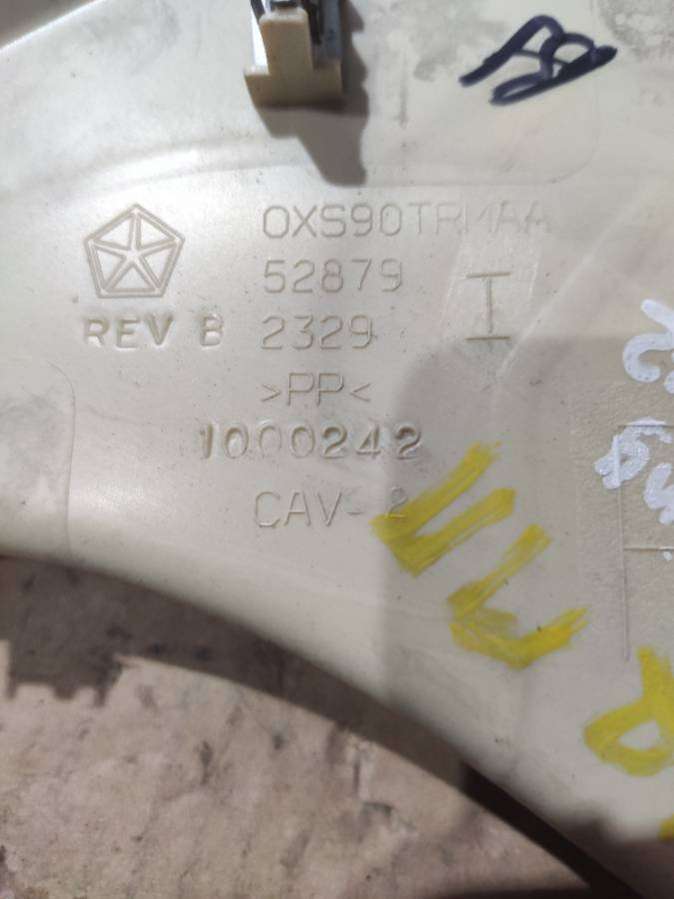 0XS90TRMAA
52879
REV B 2329
>PP<
1000242
CAV- 2